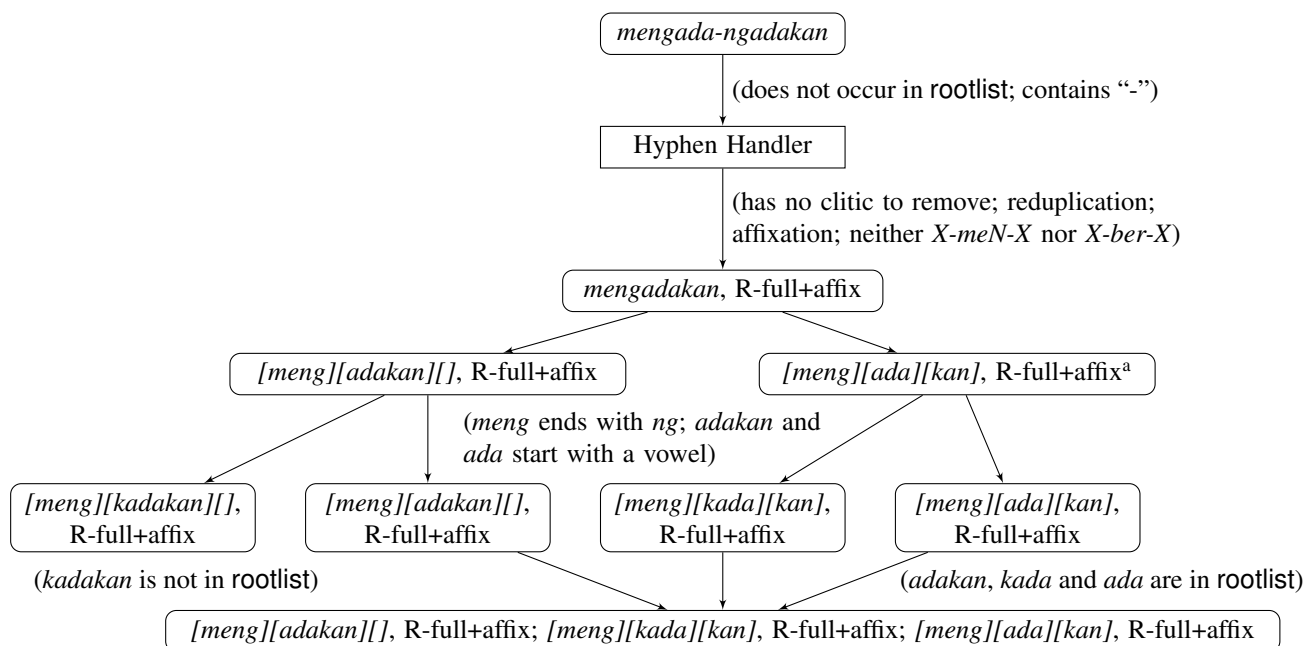 mengada-ngadakan
(does not occur in rootlist; contains “-”)
Hyphen Handler
(has no clitic to remove; reduplication;
affixation; neither X-meN-X nor X-ber-X)
mengadakan, R-full+affix
[meng][adakan][], R-full+affix
[meng][ada][kan], R-full+affixᵃ
(meng ends with ng; adakan and
ada start with a vowel)
[meng][kadakan][],
R-full+affix
[meng][adakan][],
R-full+affix
[meng][kada][kan],
R-full+affix
[meng][ada][kan],
R-full+affix
(kadakan is not in rootlist)
(adakan, kada and ada are in rootlist)
[meng][adakan][], R-full+affix; [meng][kada][kan], R-full+affix; [meng][ada][kan], R-full+affix